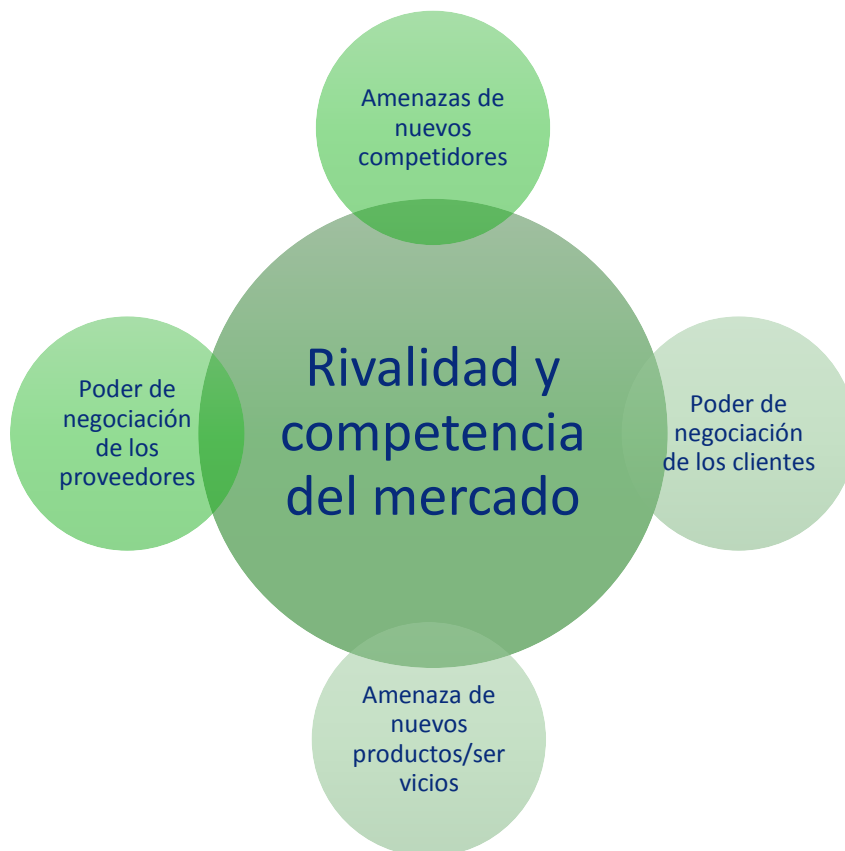 Amenazas de
nuevos
competidores
Rivalidad y
competencia
del mercado
Poder de
negociación
de los
proveedores
Poder de
negociación
de los clientes
Amenaza de
nuevos
productos/ser
vicios